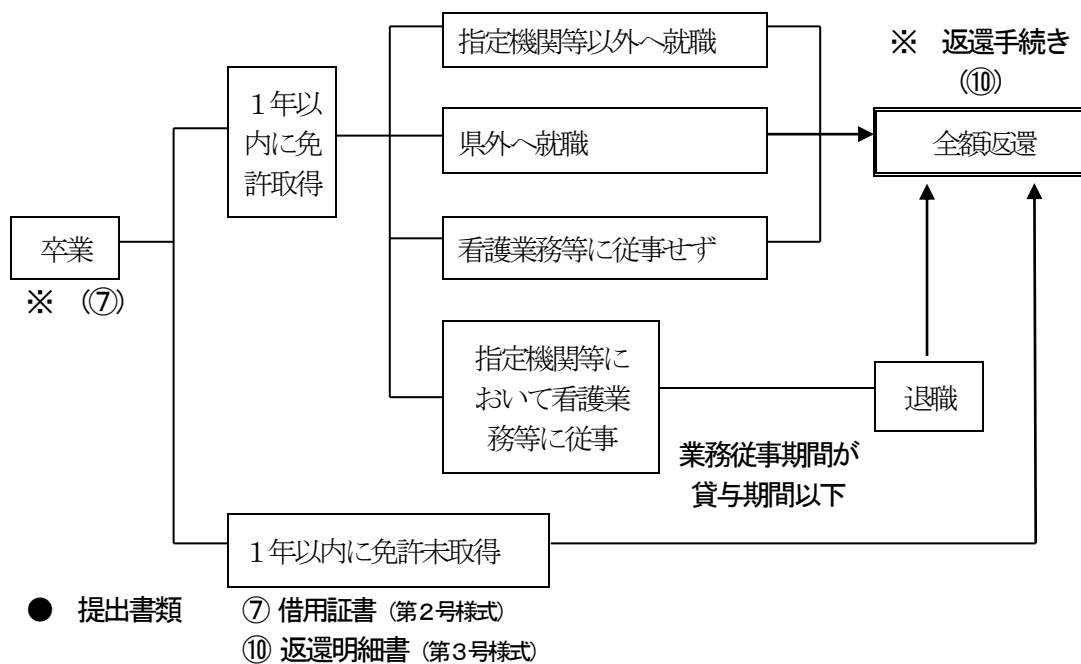 指定機関等以外へ就職
※ 返還手続き
（⑩）
１年以
内に免
許取得
県外へ就職
全額返還
卒業
※ （⑦）
看護業務等に従事せず
指定機関等に
おいて看護業
務等に従事
退職
業務従事期間が
貸与期間以下
１年以内に免許未取得
● 提出書類 ⑦ 借用証書（第２号様式）
⑩ 返還明細書（第３号様式）